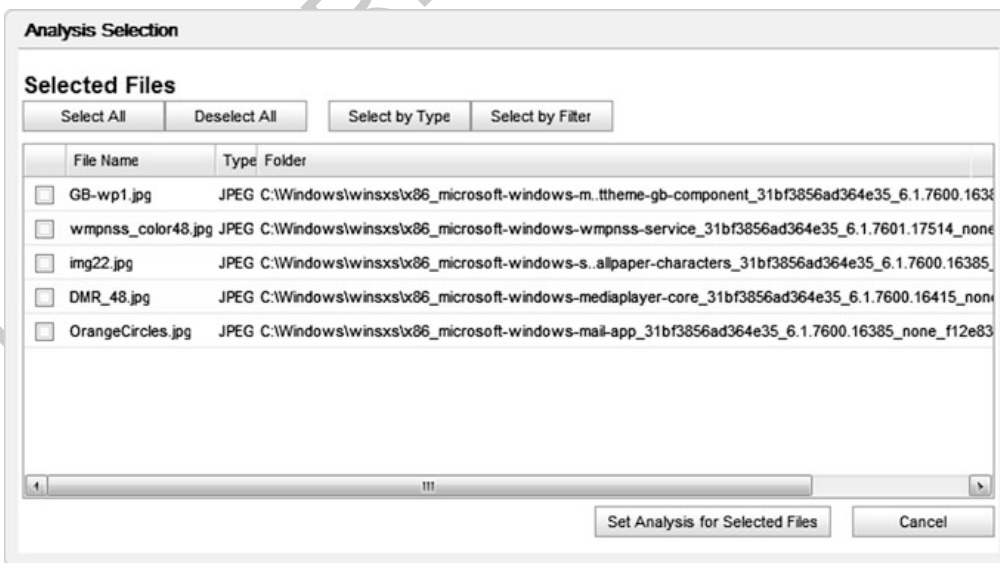 Analysis Selection
Selected Files
Select All Deselect All Select by Type Select by Filter
File Name Type Folder
GB-wp1.jpg JPEG C:\Windows\winsxs\x86_microsoft-windows-m..ttheme-gb-component_31bf3856ad364e35_6.1.7600.1638
wmpnss_color48.jpg JPEG C:\Windows\winsxs\x86_microsoft-windows-wmpnss-service_31bf3856ad364e35_6.1.7601.17514_none
img22.jpg JPEG C:\Windows\winsxs\x86_microsoft-windows-s..allpaper-characters_31bf3856ad364e35_6.1.7600.16385_
DMR_48.jpg JPEG C:\Windows\winsxs\x86_microsoft-windows-mediaplayer-core_31bf3856ad364e35_6.1.7600.16415_none
OrangeCircles.jpg JPEG C:\Windows\winsxs\x86_microsoft-windows-mail-app_31bf3856ad364e35_6.1.7600.16385_none_f12e83
Set Analysis for Selected Files Cancel